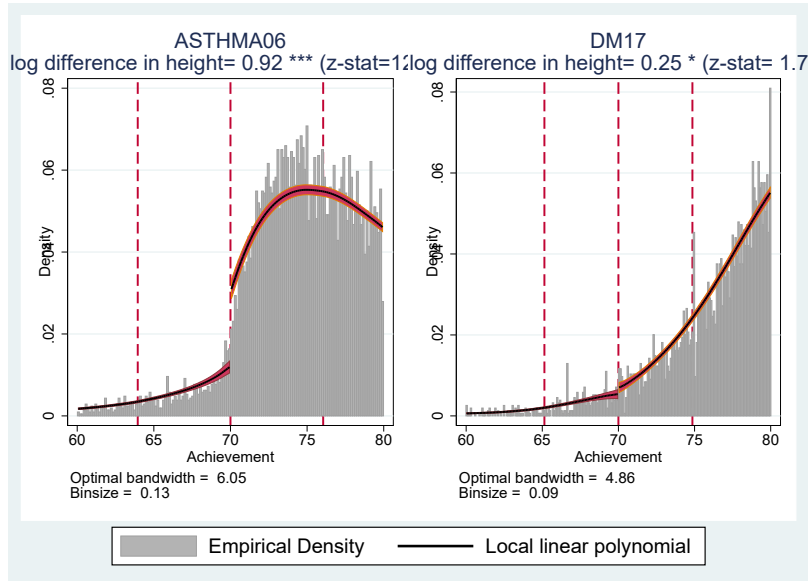 ASTHMA06
log difference in height= 0.92 *** (z-stat=12
DM17
log difference in height= 0.25 * (z-stat= 1.7
.08
.06
.04
.02
0
Density
60
65
70
75
80
Achievement
Optimal bandwidth = 6.05
Binsize = 0.13
.08
.06
.04
.02
0
Density
60
65
70
75
80
Achievement
Optimal bandwidth = 4.86
Binsize = 0.09
Empirical Density
Local linear polynomial